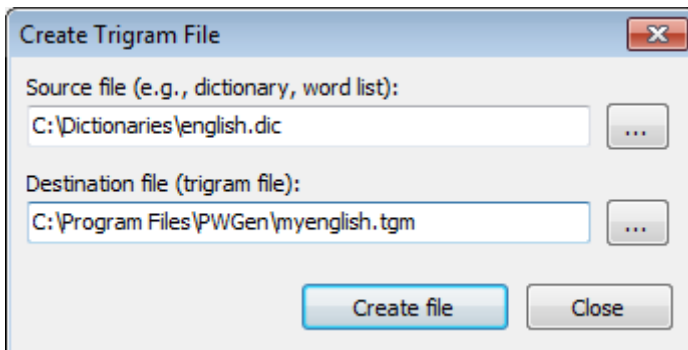 Create Trigram File
Source file (e.g., dictionary, word list):
C:\Dictionaries\english.dic
...
Destination file (trigram file):
C:\Program Files\PWGen\myenglish.tgm
...
Create file
Close